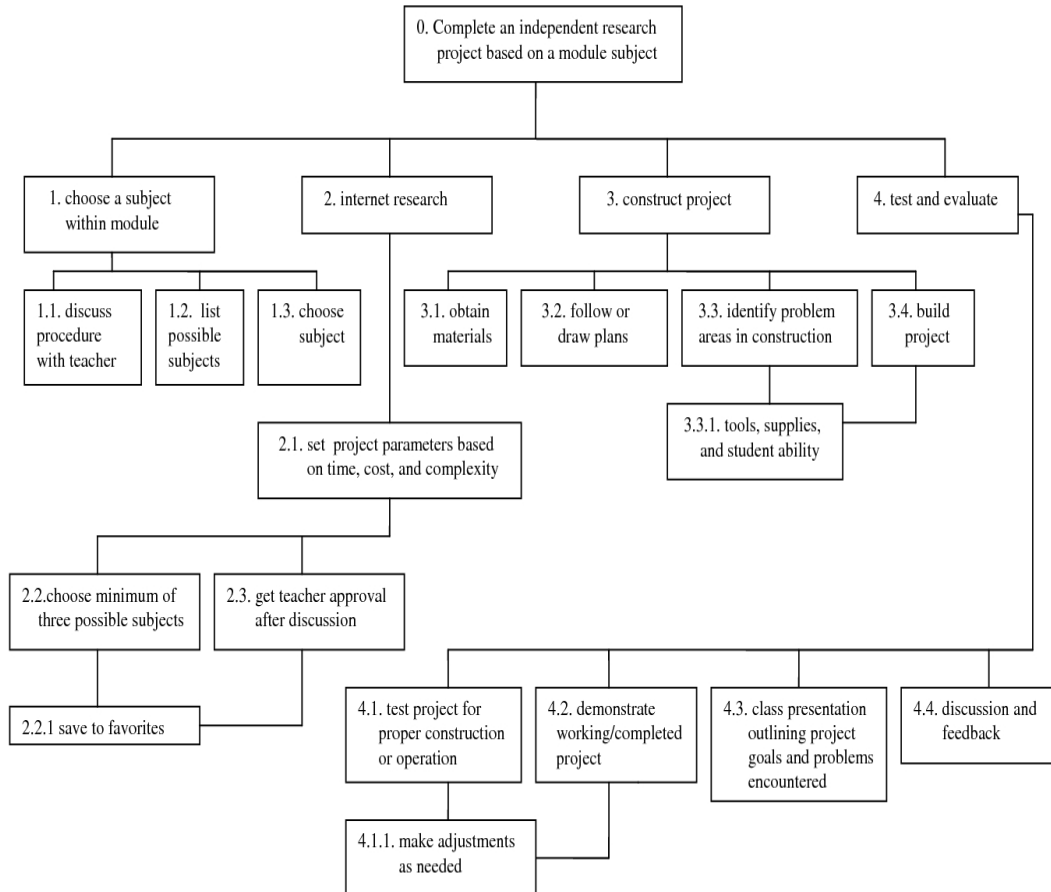 0. Complete an independent research
project based on a module subject
1. choose a subject
within module
2. internet research
3. construct project
4. test and evaluate
1.1. discuss
procedure
with teacher
1.2. list
possible
subjects
1.3. choose
subject
3.1. obtain
materials
3.2. follow or
draw plans
3.3. identify problem
areas in construction
3.4. build
project
3.3.1. tools, supplies,
and student ability
2.1. set project parameters based
on time, cost, and complexity
2.2.choose minimum of
three possible subjects
2.3. get teacher approval
after discussion
2.2.1 save to favorites
4.1. test project for
proper construction
or operation
4.2. demonstrate
working/completed
project
4.3. class presentation
outlining project
goals and problems
encountered
4.4. discussion and
feedback
4.1.1. make adjustments
as needed